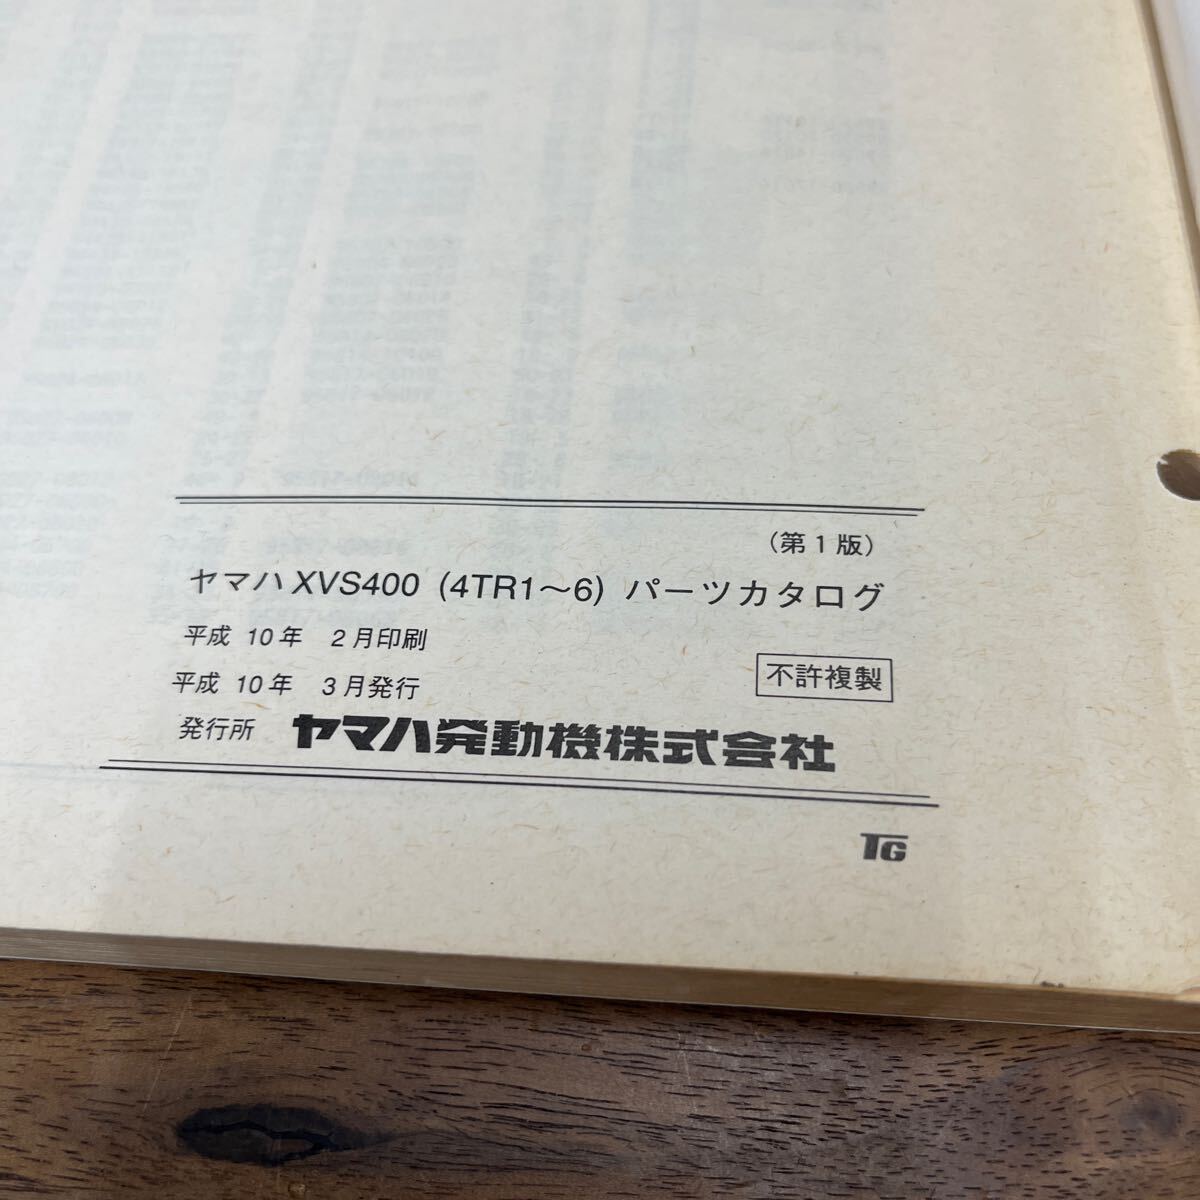 （第1版）
ヤマハ XVS400 (4TR1〜6) パーツカタログ
平成 10年 2月印刷
平成 10年 3月発行
不許複製
発行所 ヤマハ発動機株式会社
TG